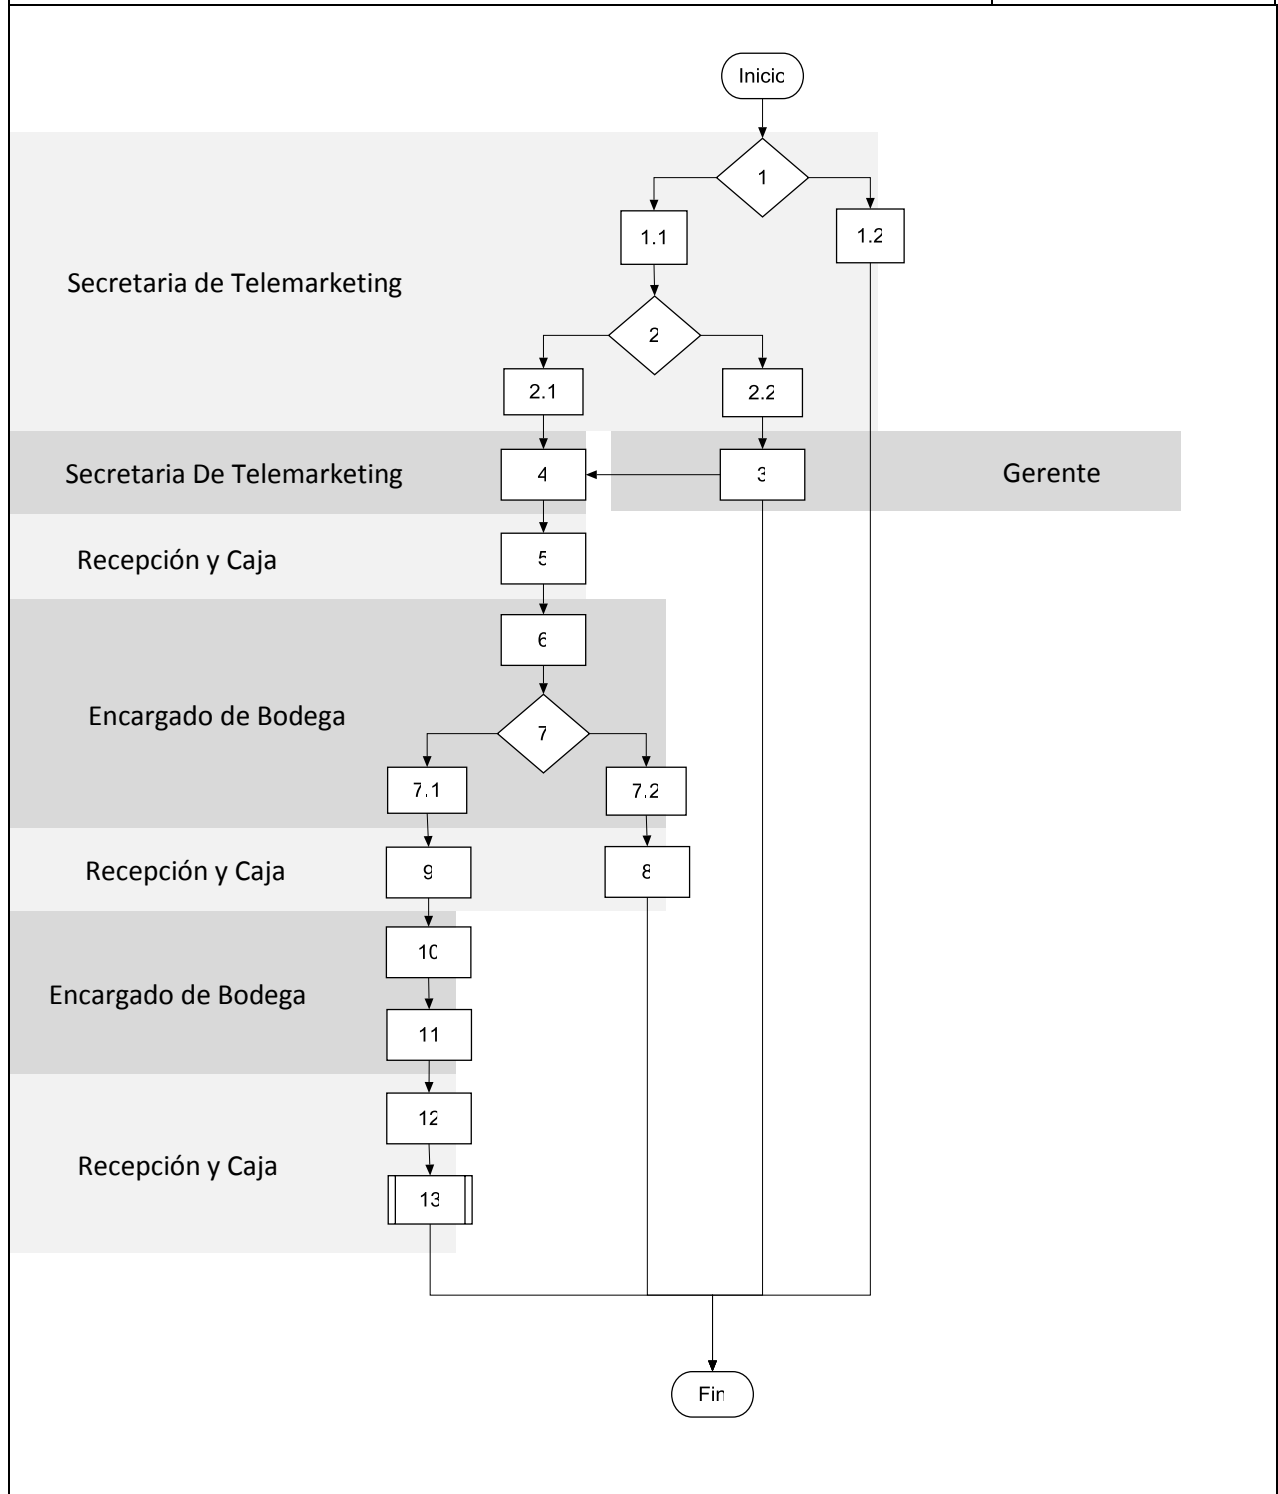 Inicio
1
1.1
1.2
Secretaria de Telemarketing
2
2.1
2.2
Secretaria De Telemarketing
4
3
Gerente
Recepción y Caja
5
6
Encargado de Bodega
7
7.1
7.2
Recepción y Caja
9
8
10
Encargado de Bodega
11
12
Recepción y Caja
13
Fin